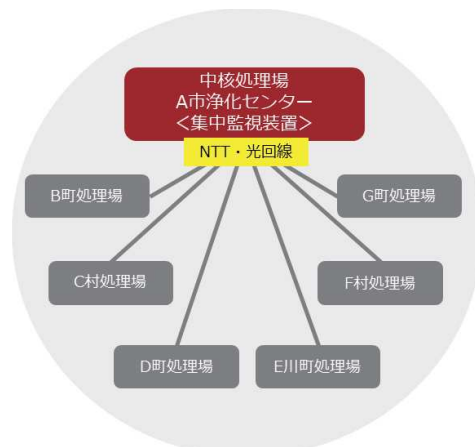 中核処理場
A市浄化センター
＜集中監視装置＞
NTT・光回線
B町処理場
G町処理場
C村処理場
F村処理場
D町処理場
E川町処理場